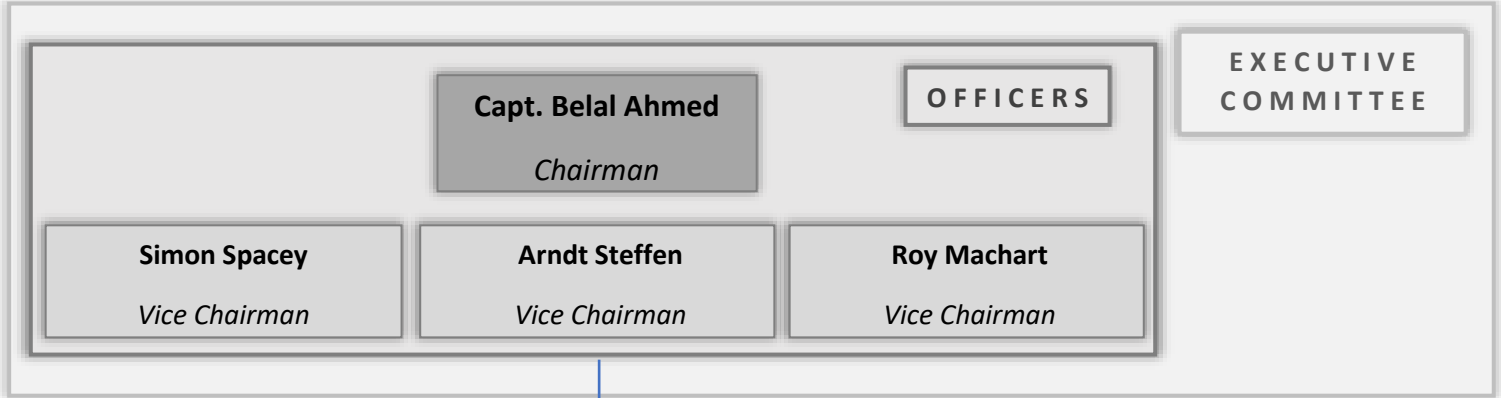 EXECUTIVE
COMMITTEE
OFFICERS
Capt. Belal Ahmed
Chairman
Simon Spacey
Vice Chairman
Arndt Steffen
Vice Chairman
Roy Machart
Vice Chairman